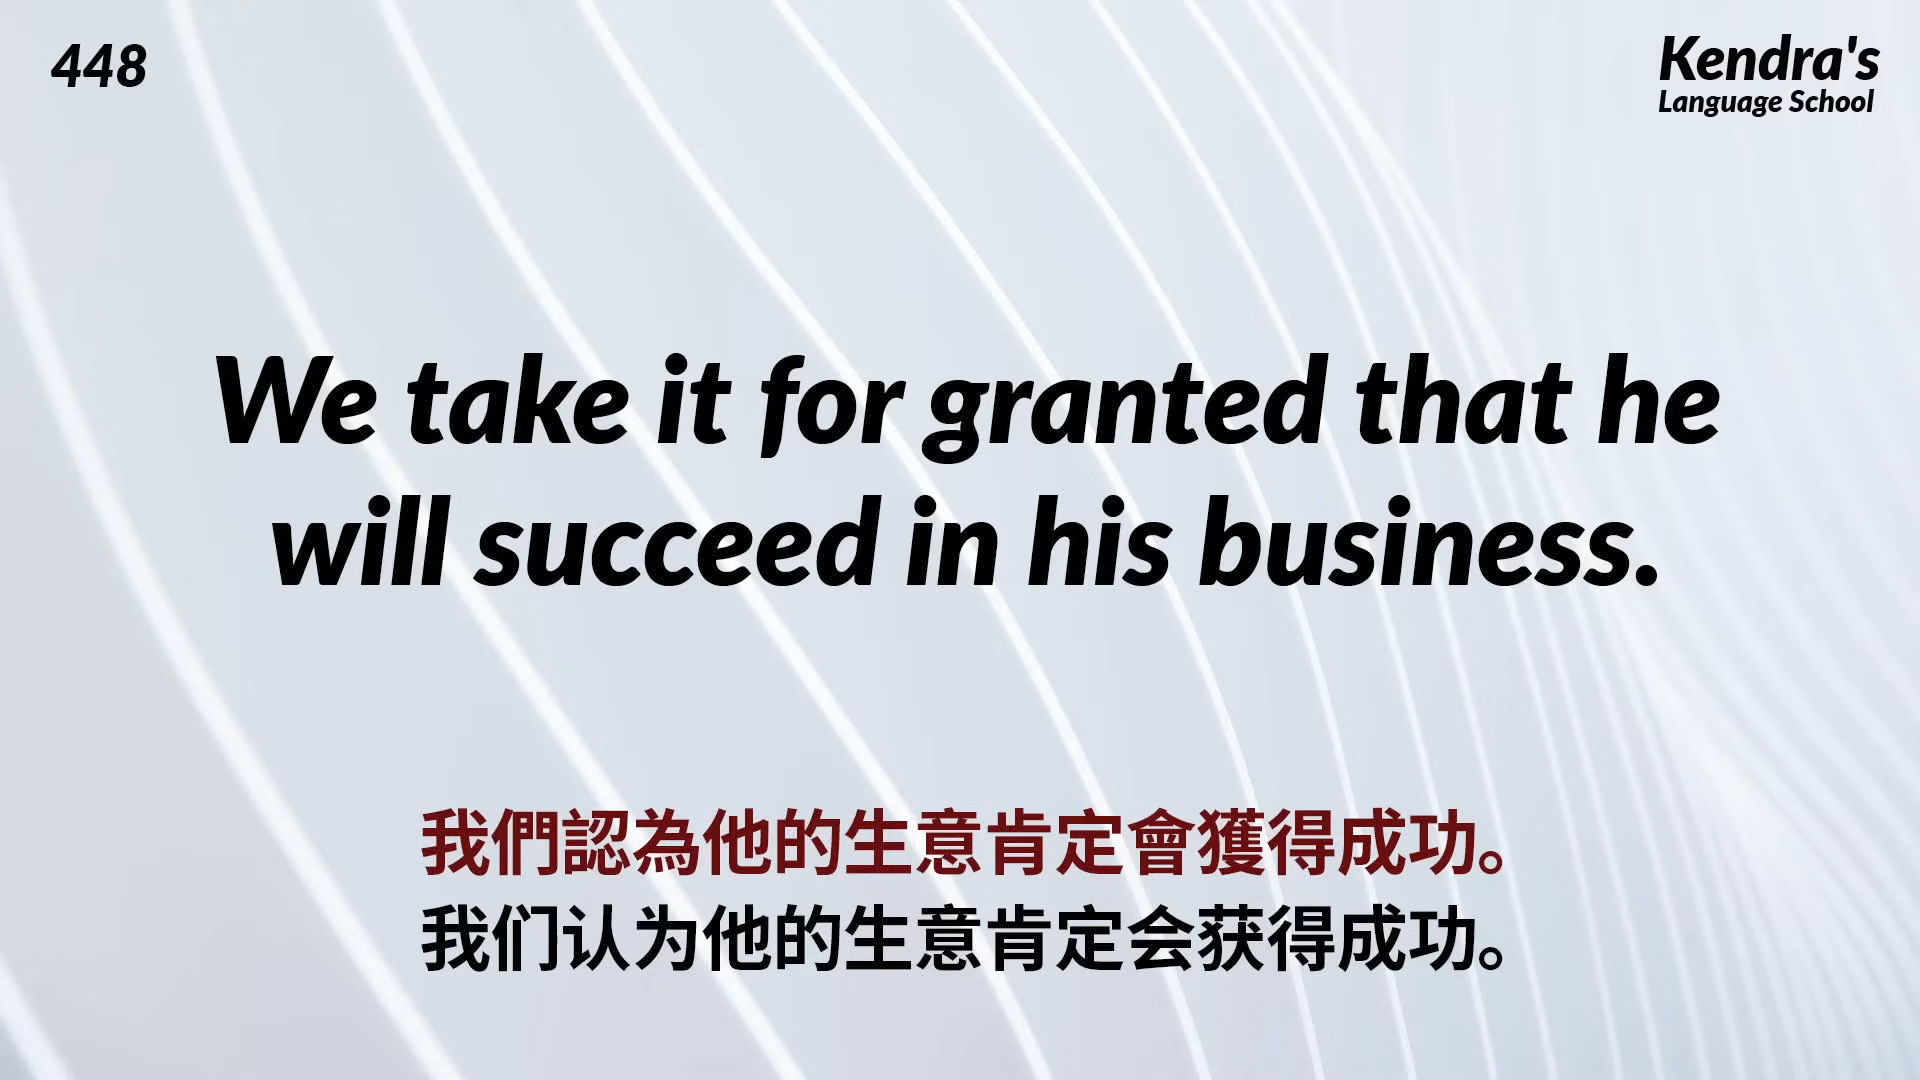 448
Kendra's
Language School
We take it for granted that he
will succeed in his business.
我們認為他的生意肯定會獲得成功。
我们认为他的生意肯定会获得成功。